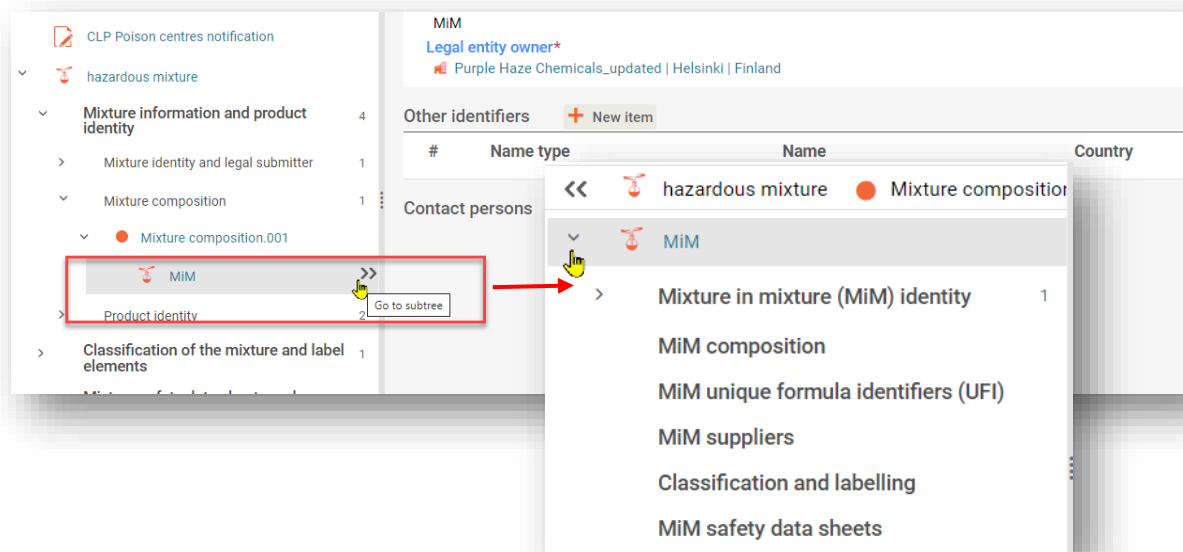 CLP Poison centres notification
hazardous mixture
Mixture information and product
identity
4
Mixture identity and legal submitter
1
Mixture composition
1
Mixture composition.001
MiM
Go to subtree
Product identity
2
Classification of the mixture and label
elements
1
MiM
Legal entity owner*
Purple Haze Chemicals_updated | Helsinki | Finland
Other identifiers
New item
# Name type Name Country
Contact persons
hazardous mixture Mixture composition
MiM
Mixture in mixture (MiM) identity 1
MiM composition
MiM unique formula identifiers (UFI)
MiM suppliers
Classification and labelling
MiM safety data sheets